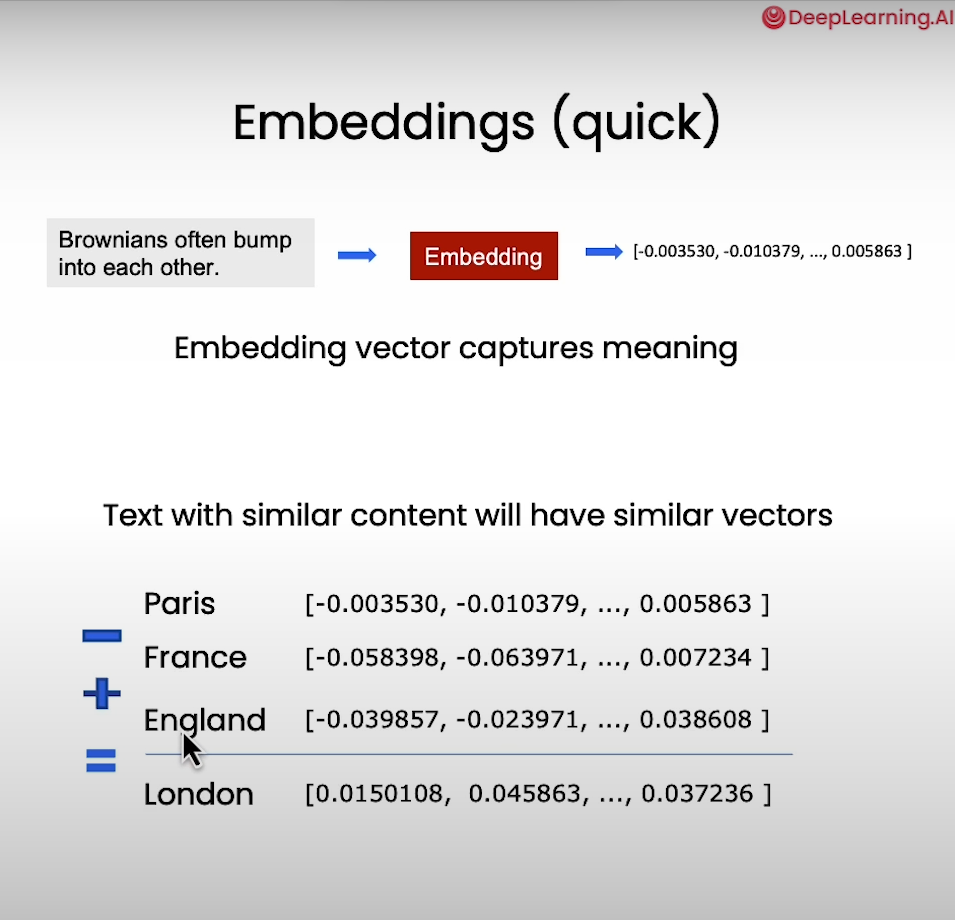 DeepLearning.AI
Embeddings (quick)
Brownians often bump
into each other.
Embedding
[-0.003530, -0.010379, ..., 0.005863 ]
Embedding vector captures meaning
Text with similar content will have similar vectors
Paris [-0.003530, -0.010379, ..., 0.005863 ]
−
France [-0.058398, -0.063971, ..., 0.007234 ]
+
England [-0.039857, -0.023971, ..., 0.038608 ]
=
London [0.0150108, 0.045863, ..., 0.037236 ]